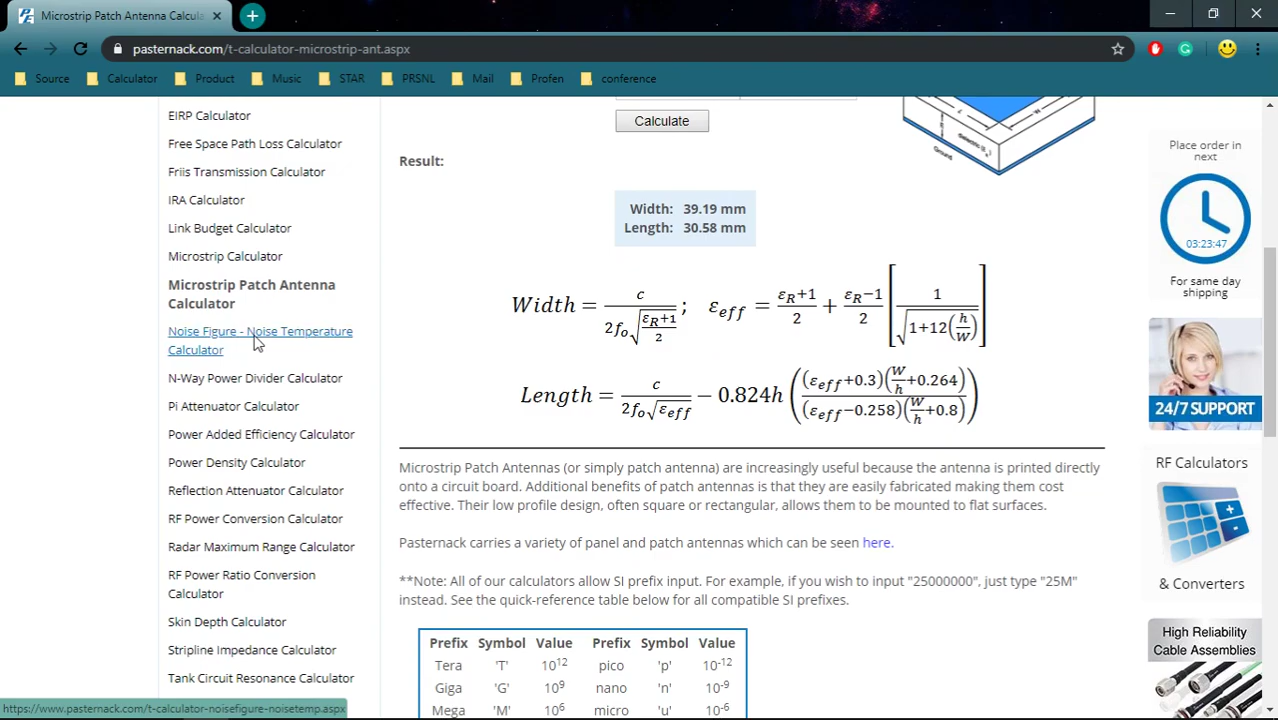 Microstrip Patch Antenna Calcula
pasternack.com/t-calculator-microstrip-ant.aspx
Source Calculator Product Music STAR PRSNL Mail Profen conference
EIRP Calculator
Free Space Path Loss Calculator
Friis Transmission Calculator
IRA Calculator
Link Budget Calculator
Microstrip Calculator
Microstrip Patch Antenna
Calculator
Noise Figure - Noise Temperature
Calculator
N-Way Power Divider Calculator
Pi Attenuator Calculator
Power Added Efficiency Calculator
Power Density Calculator
Reflection Attenuator Calculator
RF Power Conversion Calculator
Radar Maximum Range Calculator
RF Power Ratio Conversion
Calculator
Skin Depth Calculator
Stripline Impedance Calculator
Tank Circuit Resonance Calculator
https://www.pasternack.com/t-calculator-noisefigure-noisetemp.aspx
Calculate
Dielectric (εr)
Ground
Result:
Width: 39.19 mm
Length: 30.58 mm
Width = c / (2f₀√((εR+1)/2)); εeff = (εR+1)/2 + (εR−1)/2 [1/√(1+12(h/W))]
Length = c / (2f₀√εeff) − 0.824h ((εeff+0.3)(W/h+0.264) / (εeff−0.258)(W/h+0.8))
Microstrip Patch Antennas (or simply patch antenna) are increasingly useful because the antenna is printed directly
onto a circuit board. Additional benefits of patch antennas is that they are easily fabricated making them cost
effective. Their low profile design, often square or rectangular, allows them to be mounted to flat surfaces.
Pasternack carries a variety of panel and patch antennas which can be seen here.
**Note: All of our calculators allow SI prefix input. For example, if you wish to input "25000000", just type "25M"
instead. See the quick-reference table below for all compatible SI prefixes.
Prefix Symbol Value Prefix Symbol Value
Tera 'T' 10¹² pico 'p' 10⁻¹²
Giga 'G' 10⁹ nano 'n' 10⁻⁹
Mega 'M' 10⁶ micro 'u' 10⁻⁶
Place order in
next
03:23:47
For same day
shipping
24/7 SUPPORT
RF Calculators
& Converters
High Reliability
Cable Assemblies